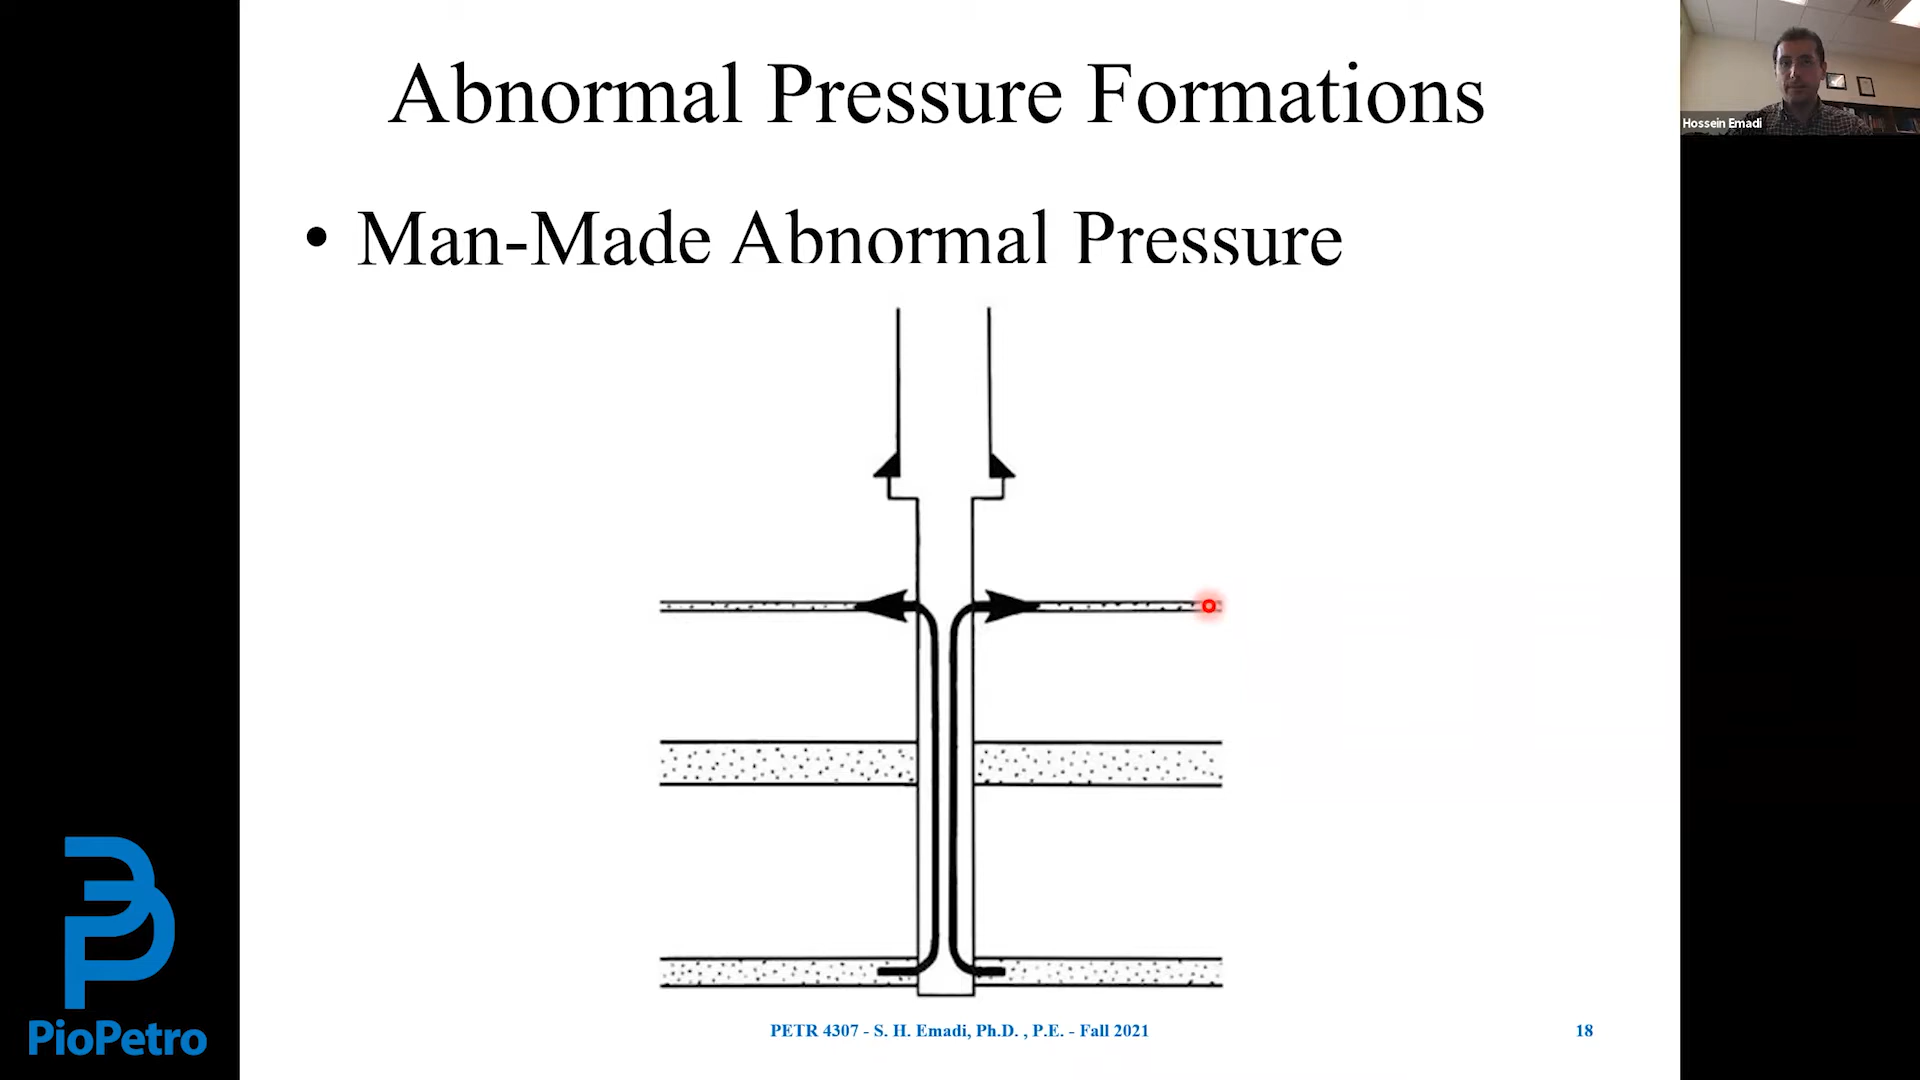 Abnormal Pressure Formations
Hossein Emadi
• Man-Made Abnormal Pressure
PioPetro
PETR 4307 - S. H. Emadi, Ph.D. , P.E. - Fall 2021
18